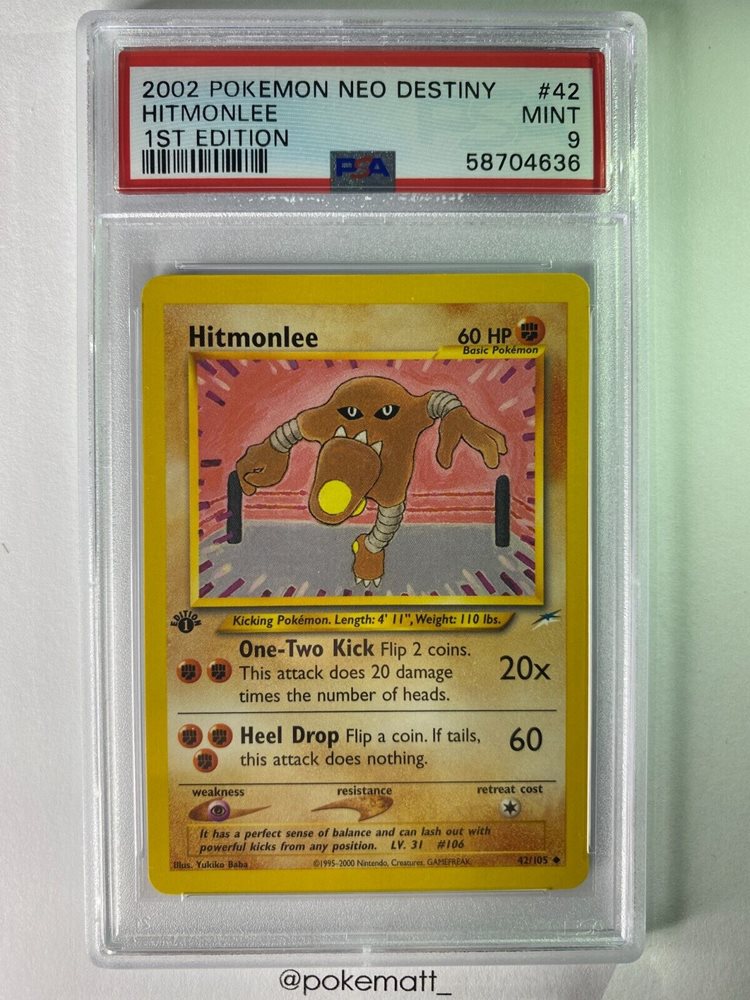 2002 POKEMON NEO DESTINY #42
HITMONLEE MINT
1ST EDITION 9
PSA 58704636
Hitmonlee 60 HP
Basic Pokémon
EDITION
1
Kicking Pokémon. Length: 4' 11", Weight: 110 lbs.
One-Two Kick Flip 2 coins.
This attack does 20 damage 20x
times the number of heads.
Heel Drop Flip a coin. If tails, 60
this attack does nothing.
weakness resistance retreat cost
It has a perfect sense of balance and can lash out with
powerful kicks from any position. LV. 31 #106
Illus. Yukiko Baba ©1995-2000 Nintendo, Creatures, GAMEFREAK. 42/105
@pokematt_